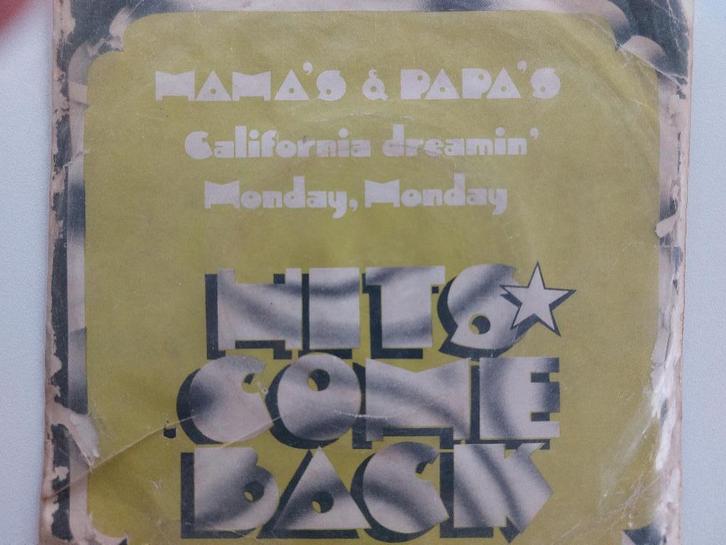 MAMA'S & PAPA'S
California dreamin'
Monday, Monday
HITS
COME
BACK